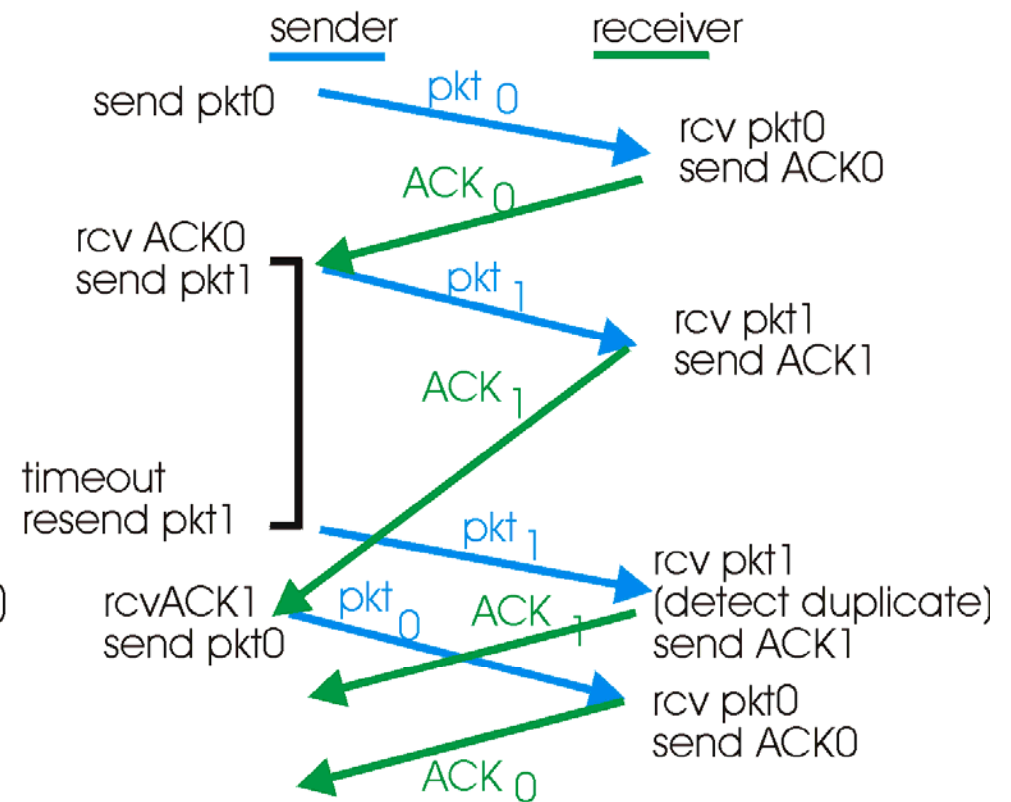 sender
receiver
send pkt0
pkt 0
rcv pkt0
send ACK0
ACK 0
rcv ACK0
send pkt1
pkt 1
rcv pkt1
send ACK1
ACK 1
timeout
resend pkt1
pkt 1
rcv pkt1
(detect duplicate)
send ACK1
)
rcvACK1
send pkt0
pkt 0
ACK 1
rcv pkt0
send ACK0
ACK 0